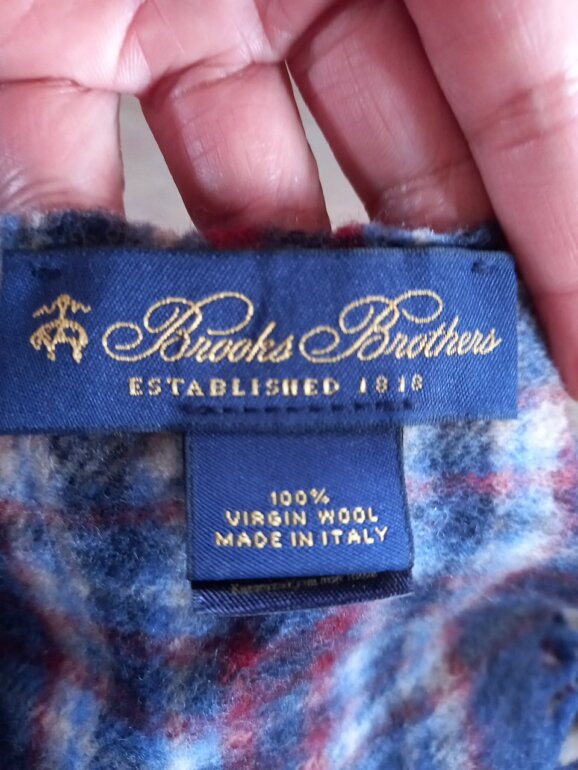 Brooks Brothers
ESTABLISHED 1818
100%
VIRGIN WOOL
MADE IN ITALY